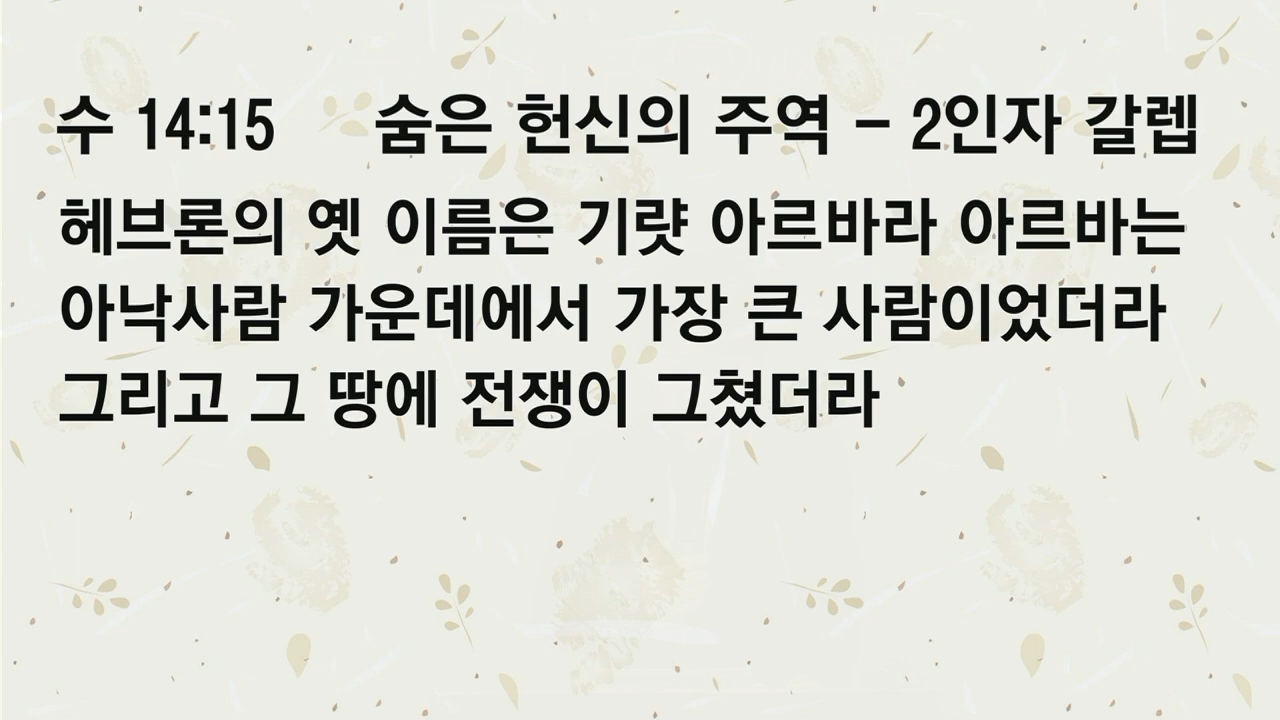 수 14:15 숨은 헌신의 주역 - 2인자 갈렙
헤브론의 옛 이름은 기럇 아르바라 아르바는
아낙사람 가운데에서 가장 큰 사람이었더라
그리고 그 땅에 전쟁이 그쳤더라